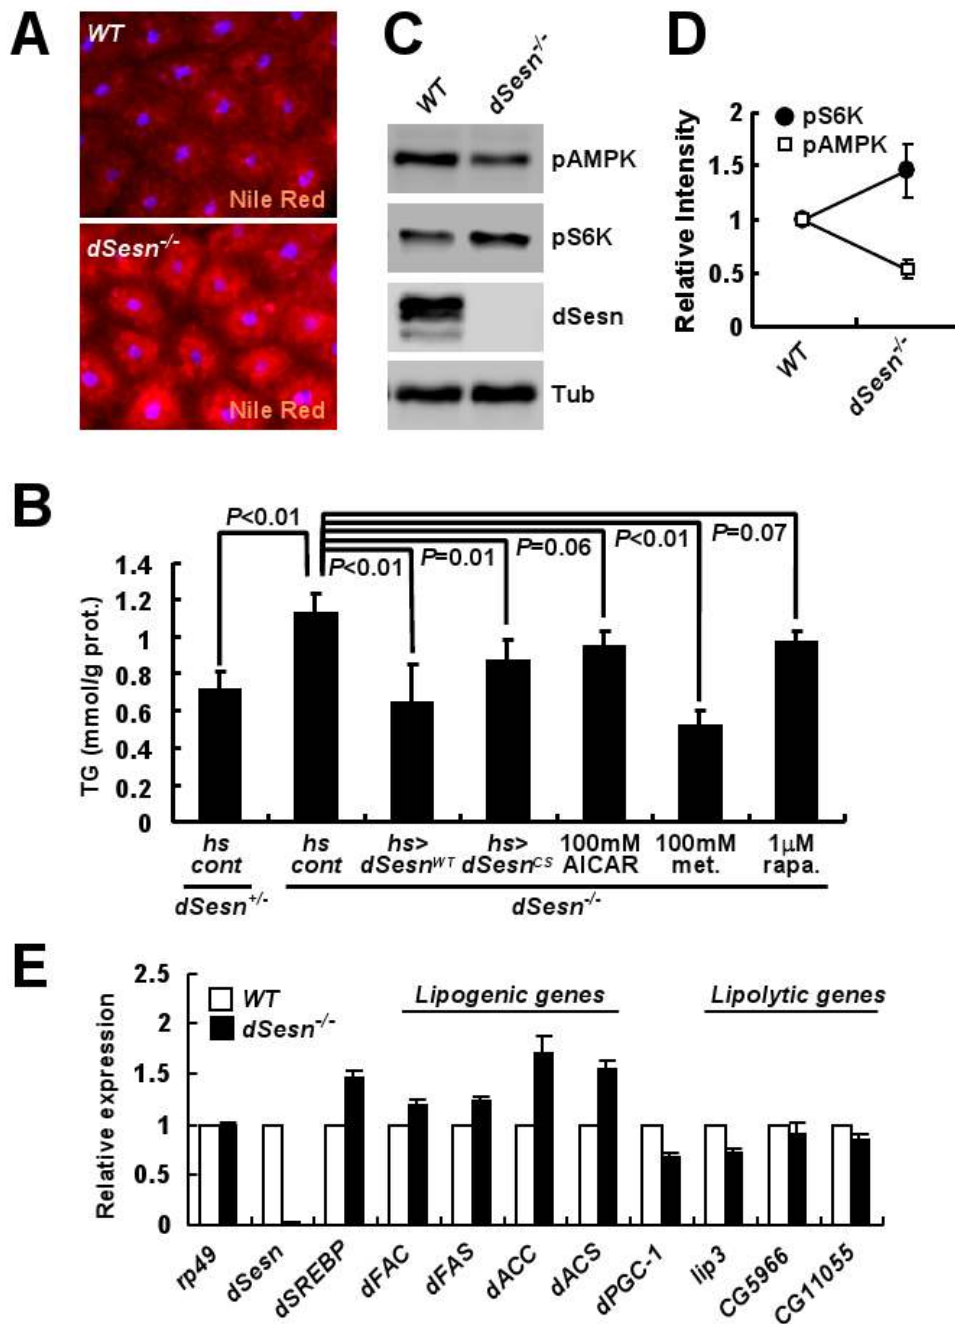 A
WT
Nile Red
dSesn-/-
Nile Red
C
WT
dSesn-/-
pAMPK
pS6K
dSesn
Tub
D
pS6K
pAMPK
Relative Intensity
2
1.5
1
0.5
0
WT
dSesn-/-
B
P<0.01
P<0.01
P=0.01
P=0.06
P<0.01
P=0.07
TG (mmol/g prot.)
1.4
1.2
1
0.8
0.6
0.4
0.2
0
hs cont
hs cont
hs> dSesnWT
hs> dSesnCS
100mM AICAR
100mM met.
1μM rapa.
dSesn+/-
dSesn-/-
E
WT
dSesn-/-
Lipogenic genes
Lipolytic genes
Relative expression
2.5
2
1.5
1
0.5
0
rp49
dSesn
dSREBP
dFAC
dFAS
dACC
dACS
dPGC-1
lip3
CG5966
CG11055